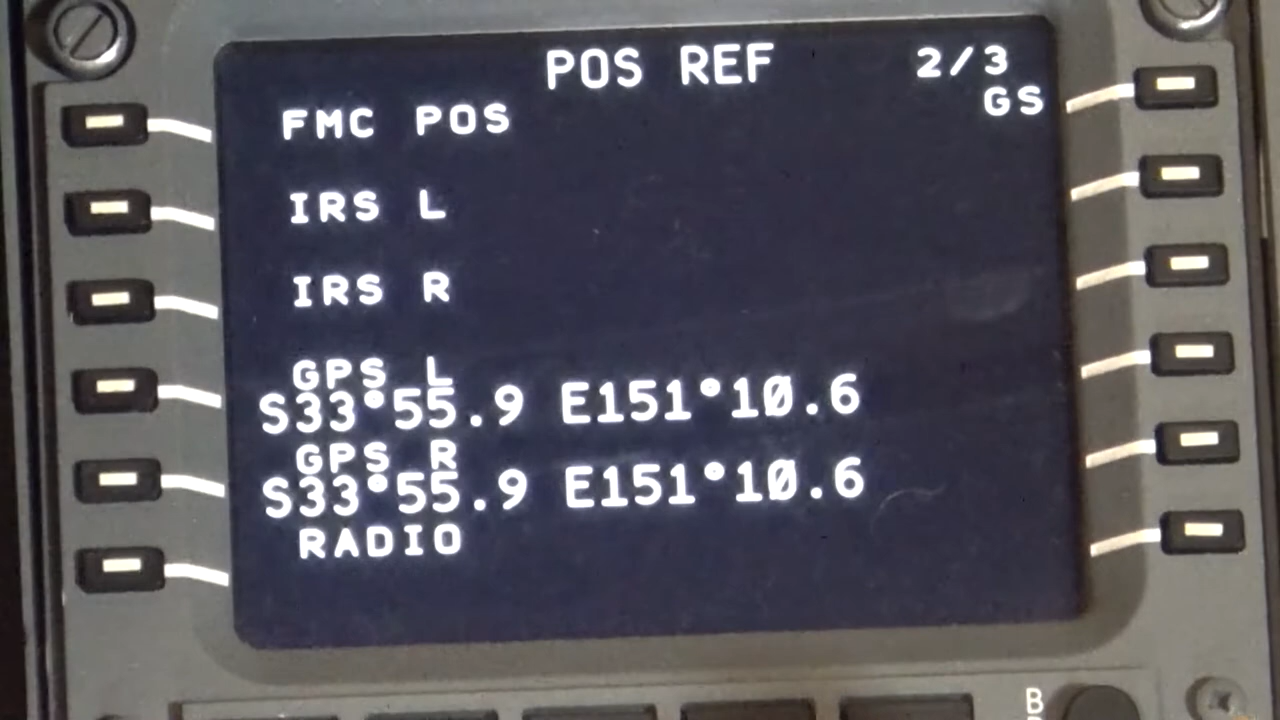 POS REF 2/3
FMC POS GS
IRS L
IRS R
GPS L
S33°55.9 E151°10.6
GPS R
S33°55.9 E151°10.6
RADIO
B